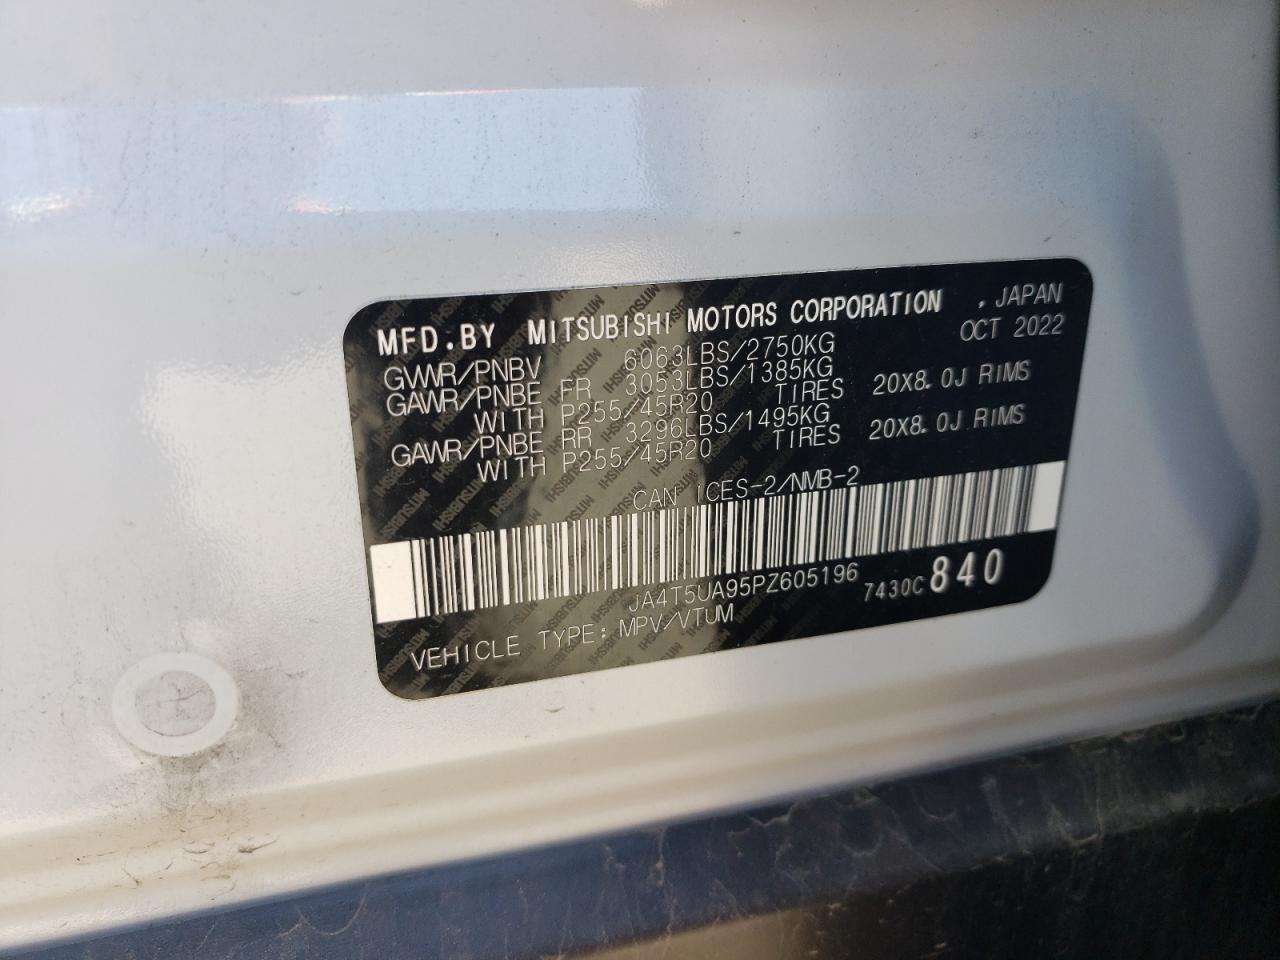 MFD.BY MITSUBISHI MOTORS CORPORATION , JAPAN
OCT 2022
GVWR/PNBV 6063LBS/2750KG
GAWR/PNBE FR 3053LBS/1385KG
WITH P255/45R20 TIRES 20X8.0J RIMS
GAWR/PNBE RR 3296LBS/1495KG
WITH P255/45R20 TIRES 20X8.0J RIMS
CAN ICES-2/NMB-2
JA4T5UA95PZ605196 7430C 840
VEHICLE TYPE: MPV/VTUM